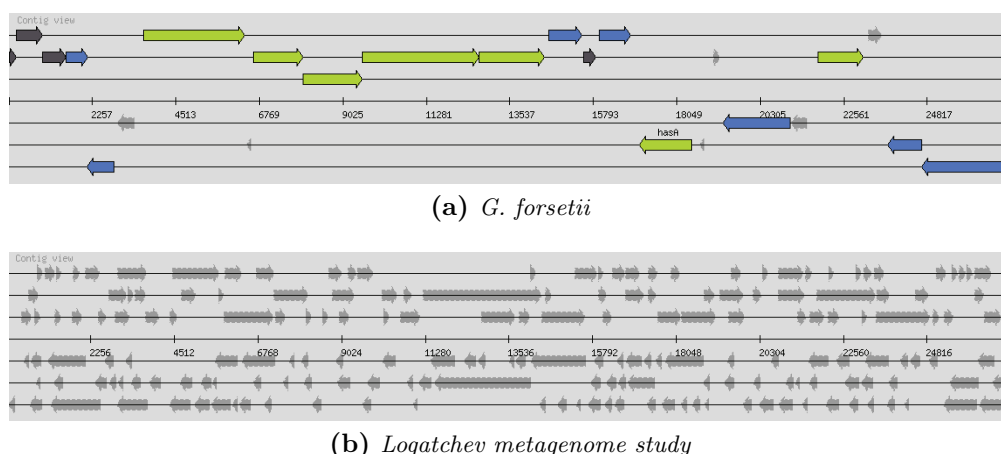 Contig view
2257 4513 6769 9025 11281 13537 15793 18049 20305 22561 24817
hasA
(a) G. forsetii
Contig view
2256 4512 6768 9024 11280 13536 15792 18048 20304 22560 24816
(b) Logatchev metagenome study